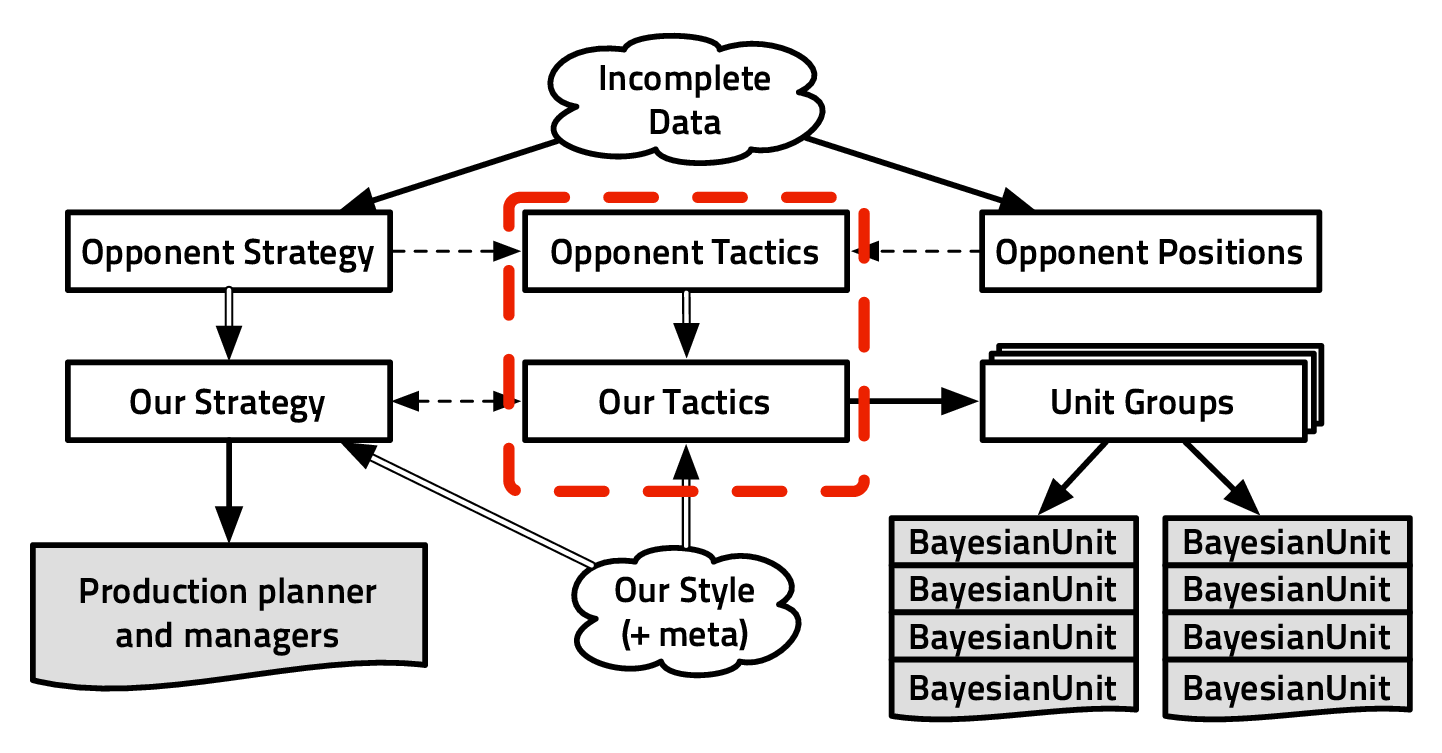 Incomplete
Data
Opponent Strategy
Opponent Tactics
Opponent Positions
Our Strategy
Our Tactics
Unit Groups
Production planner
and managers
Our Style
(+ meta)
BayesianUnit
BayesianUnit
BayesianUnit
BayesianUnit
BayesianUnit
BayesianUnit
BayesianUnit
BayesianUnit